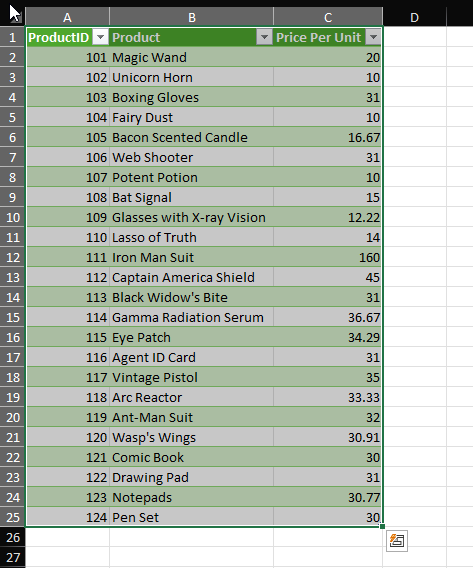 A B C D
1 ProductID Product Price Per Unit
2 101 Magic Wand 20
3 102 Unicorn Horn 10
4 103 Boxing Gloves 31
5 104 Fairy Dust 10
6 105 Bacon Scented Candle 16.67
7 106 Web Shooter 31
8 107 Potent Potion 10
9 108 Bat Signal 15
10 109 Glasses with X-ray Vision 12.22
11 110 Lasso of Truth 14
12 111 Iron Man Suit 160
13 112 Captain America Shield 45
14 113 Black Widow's Bite 31
15 114 Gamma Radiation Serum 36.67
16 115 Eye Patch 34.29
17 116 Agent ID Card 31
18 117 Vintage Pistol 35
19 118 Arc Reactor 33.33
20 119 Ant-Man Suit 32
21 120 Wasp's Wings 30.91
22 121 Comic Book 30
23 122 Drawing Pad 31
24 123 Notepads 30.77
25 124 Pen Set 30
26
27